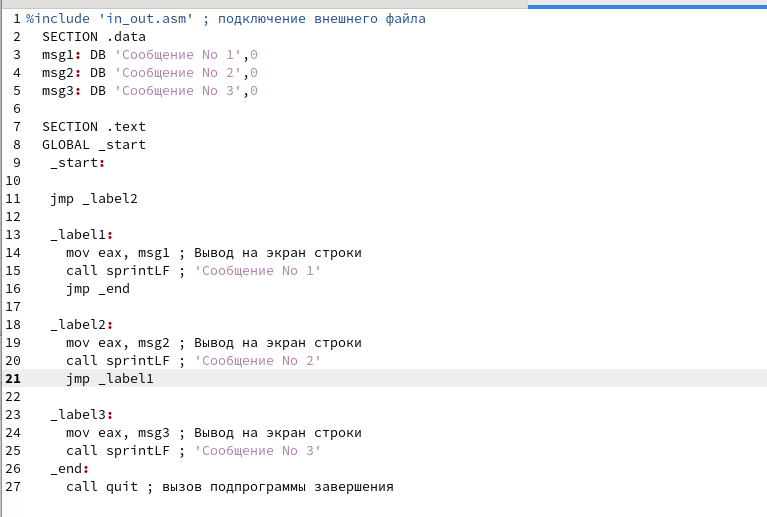 1 %include 'in_out.asm' ; подключение внешнего файла
2 SECTION .data
3 msg1: DB 'Сообщение No 1',0
4 msg2: DB 'Сообщение No 2',0
5 msg3: DB 'Сообщение No 3',0
6
7 SECTION .text
8 GLOBAL _start
9 _start:
10
11 jmp _label2
12
13 _label1:
14 mov eax, msg1 ; Вывод на экран строки
15 call sprintLF ; 'Сообщение No 1'
16 jmp _end
17
18 _label2:
19 mov eax, msg2 ; Вывод на экран строки
20 call sprintLF ; 'Сообщение No 2'
21 jmp _label1
22
23 _label3:
24 mov eax, msg3 ; Вывод на экран строки
25 call sprintLF ; 'Сообщение No 3'
26 _end:
27 call quit ; вызов подпрограммы завершения